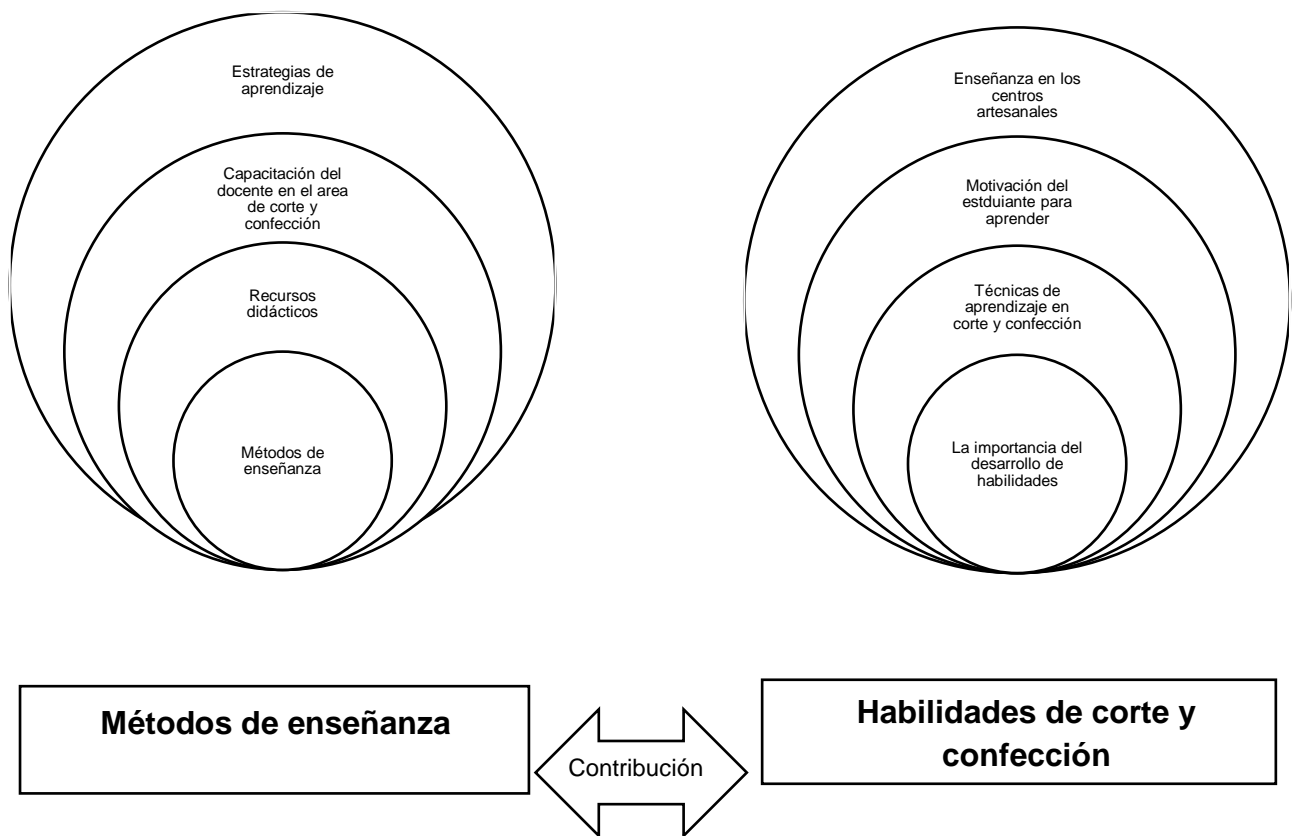 Estrategias de
aprendizaje
Capacitación del
docente en el area
de corte y
confección
Recursos
didácticos
Métodos de
enseñanza
Enseñanza en los
centros
artesanales
Motivación del
estduiante para
aprender
Técnicas de
aprendizaje en
corte y confección
La importancia del
desarrollo de
habilidades
Métodos de enseñanza
Contribución
Habilidades de corte y
confección